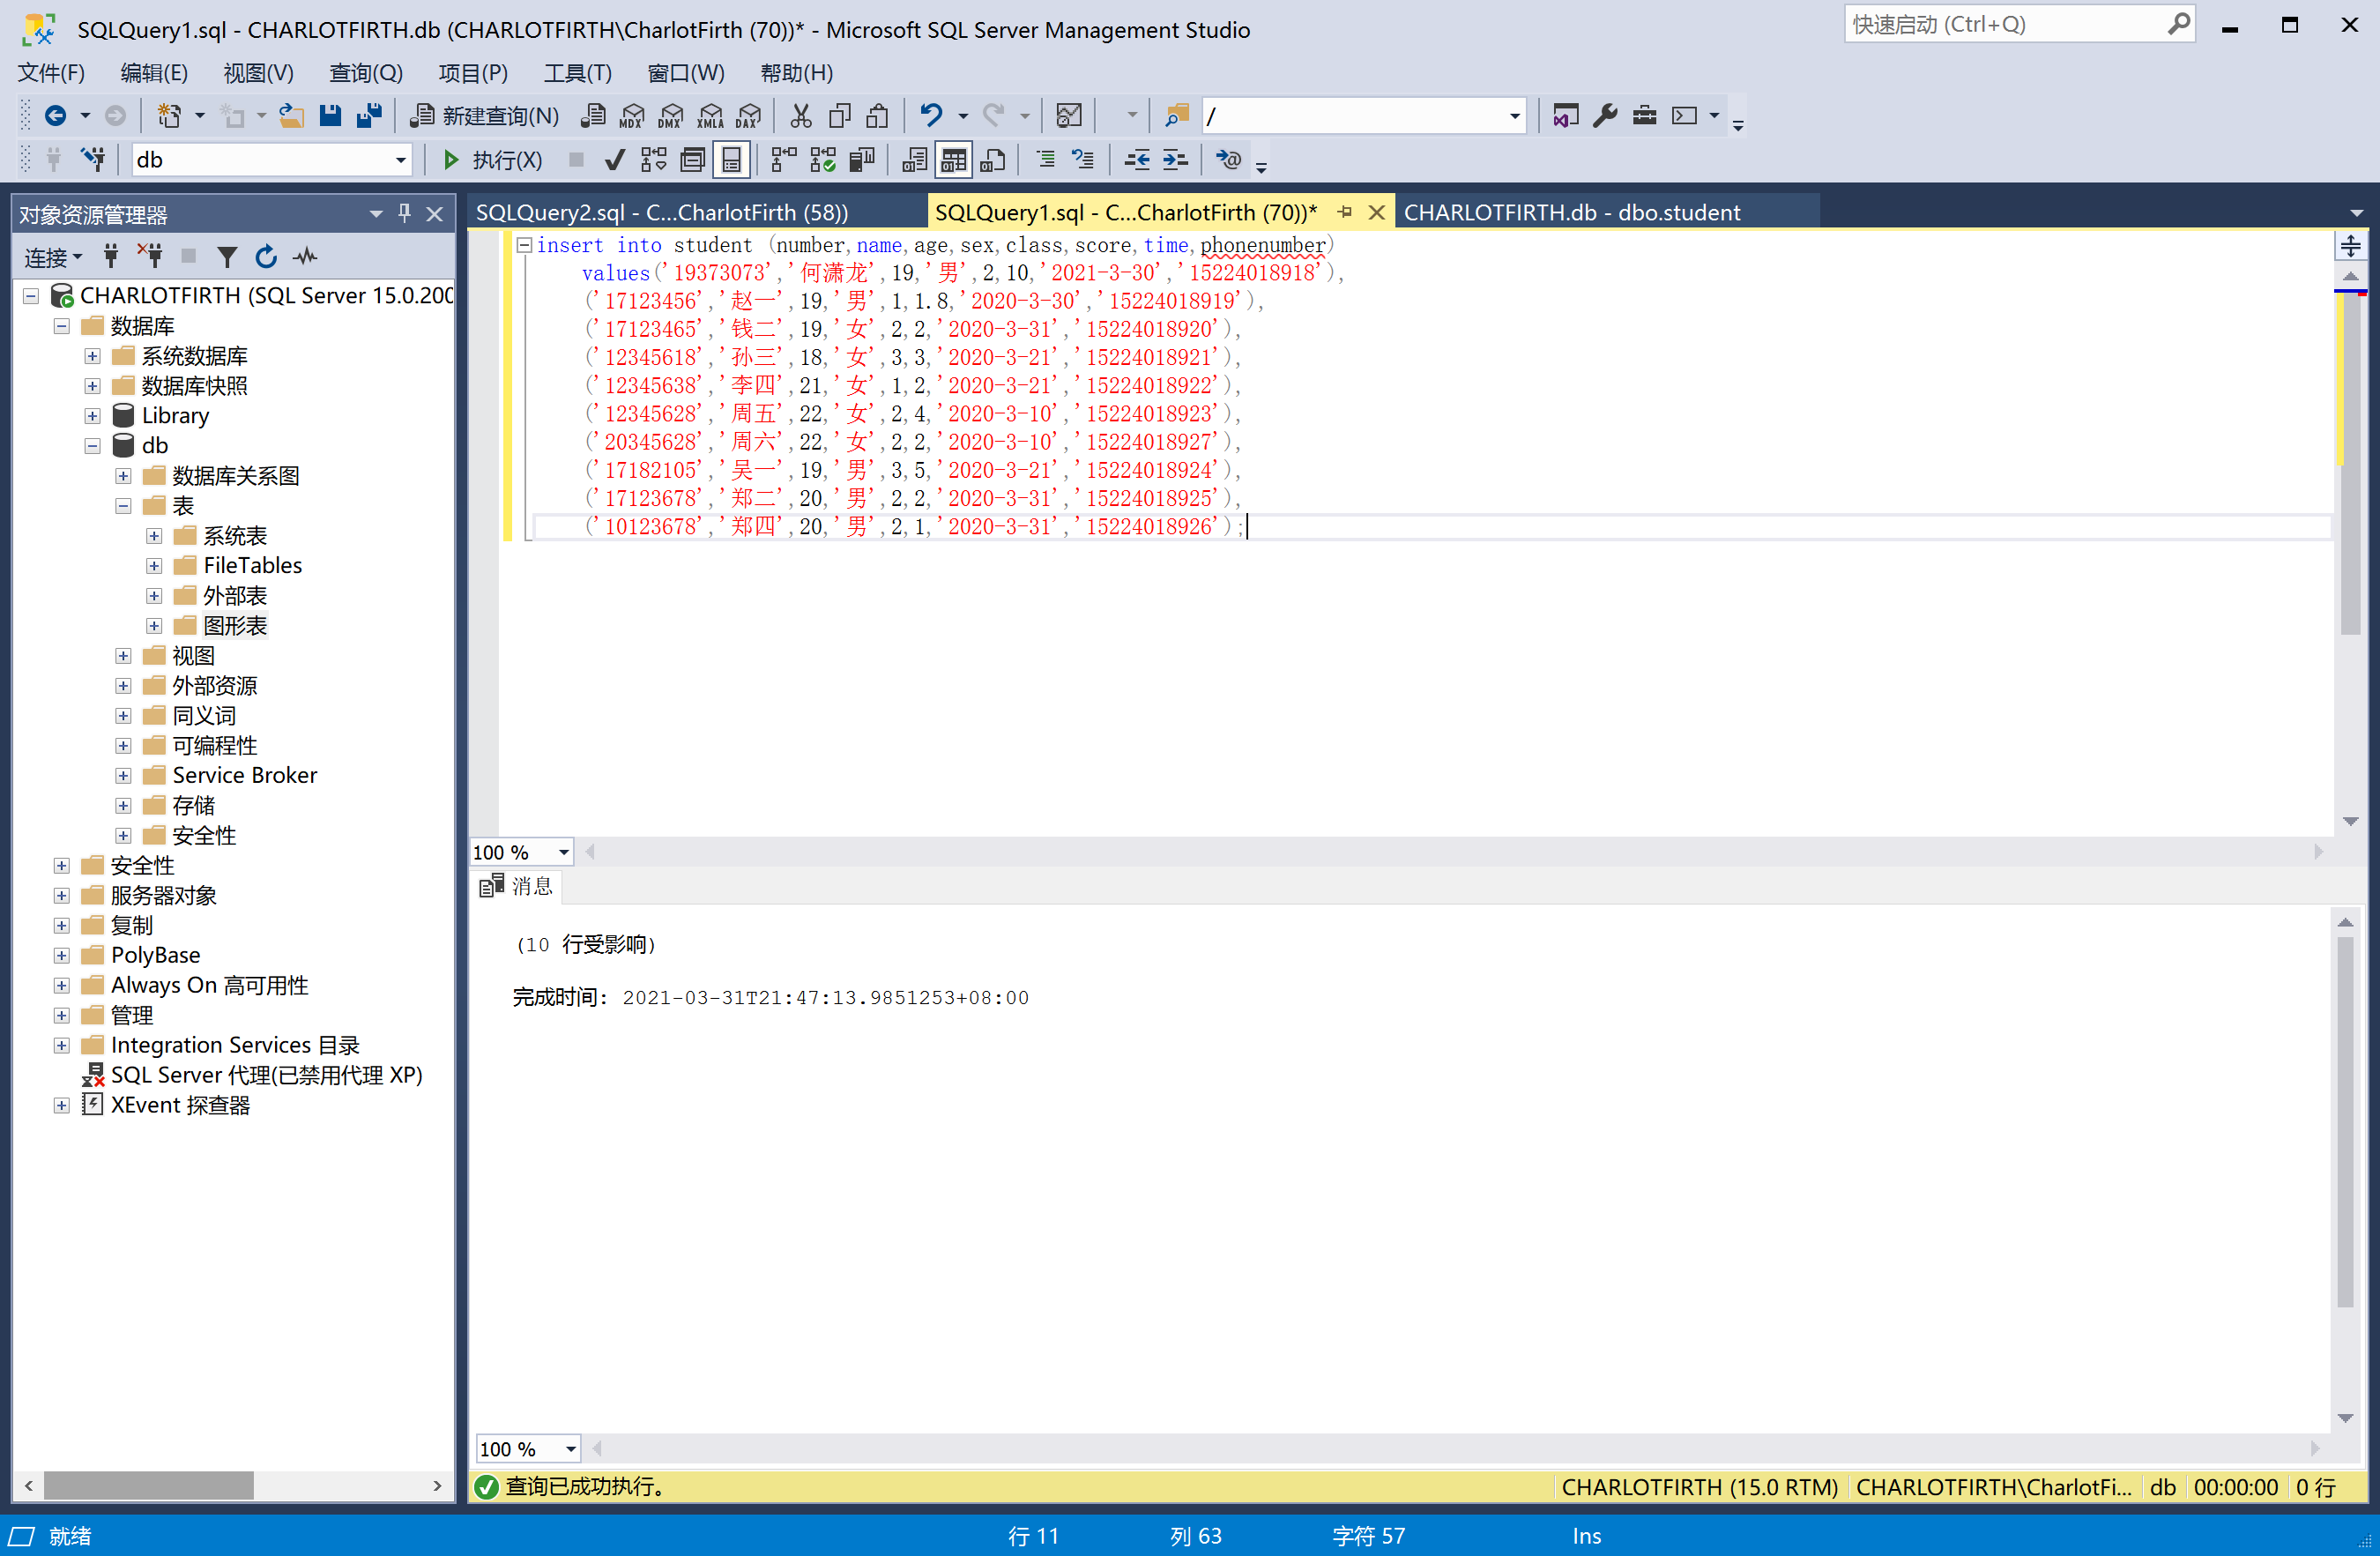 SQLQuery1.sql - CHARLOTFIRTH.db (CHARLOTFIRTH\CharlotFirth (70))* - Microsoft SQL Server Management Studio
快速启动 (Ctrl+Q)
文件(F) 编辑(E) 视图(V) 查询(Q) 项目(P) 工具(T) 窗口(W) 帮助(H)
新建查询(N) MDX DMX XMLA DAX /
db 执行(X)
对象资源管理器
连接
CHARLOTFIRTH (SQL Server 15.0.200
数据库
系统数据库
数据库快照
Library
db
数据库关系图
表
系统表
FileTables
外部表
图形表
视图
外部资源
同义词
可编程性
Service Broker
存储
安全性
安全性
服务器对象
复制
PolyBase
Always On 高可用性
管理
Integration Services 目录
SQL Server 代理(已禁用代理 XP)
XEvent 探查器
SQLQuery2.sql - C...CharlotFirth (58)) SQLQuery1.sql - C...CharlotFirth (70))* CHARLOTFIRTH.db - dbo.student
insert into student (number,name,age,sex,class,score,time,phonenumber)
values('19373073','何潇龙',19,'男',2,10,'2021-3-30','15224018918'),
('17123456','赵一',19,'男',1,1.8,'2020-3-30','15224018919'),
('17123465','钱二',19,'女',2,2,'2020-3-31','15224018920'),
('12345618','孙三',18,'女',3,3,'2020-3-21','15224018921'),
('12345638','李四',21,'女',1,2,'2020-3-21','15224018922'),
('12345628','周五',22,'女',2,4,'2020-3-10','15224018923'),
('20345628','周六',22,'女',2,2,'2020-3-10','15224018927'),
('17182105','吴一',19,'男',3,5,'2020-3-21','15224018924'),
('17123678','郑二',20,'男',2,2,'2020-3-31','15224018925'),
('10123678','郑四',20,'男',2,1,'2020-3-31','15224018926');
100 %
消息
(10 行受影响)
完成时间: 2021-03-31T21:47:13.9851253+08:00
100 %
查询已成功执行。 CHARLOTFIRTH (15.0 RTM) CHARLOTFIRTH\CharlotFi... db 00:00:00 0 行
就绪 行 11 列 63 字符 57 Ins